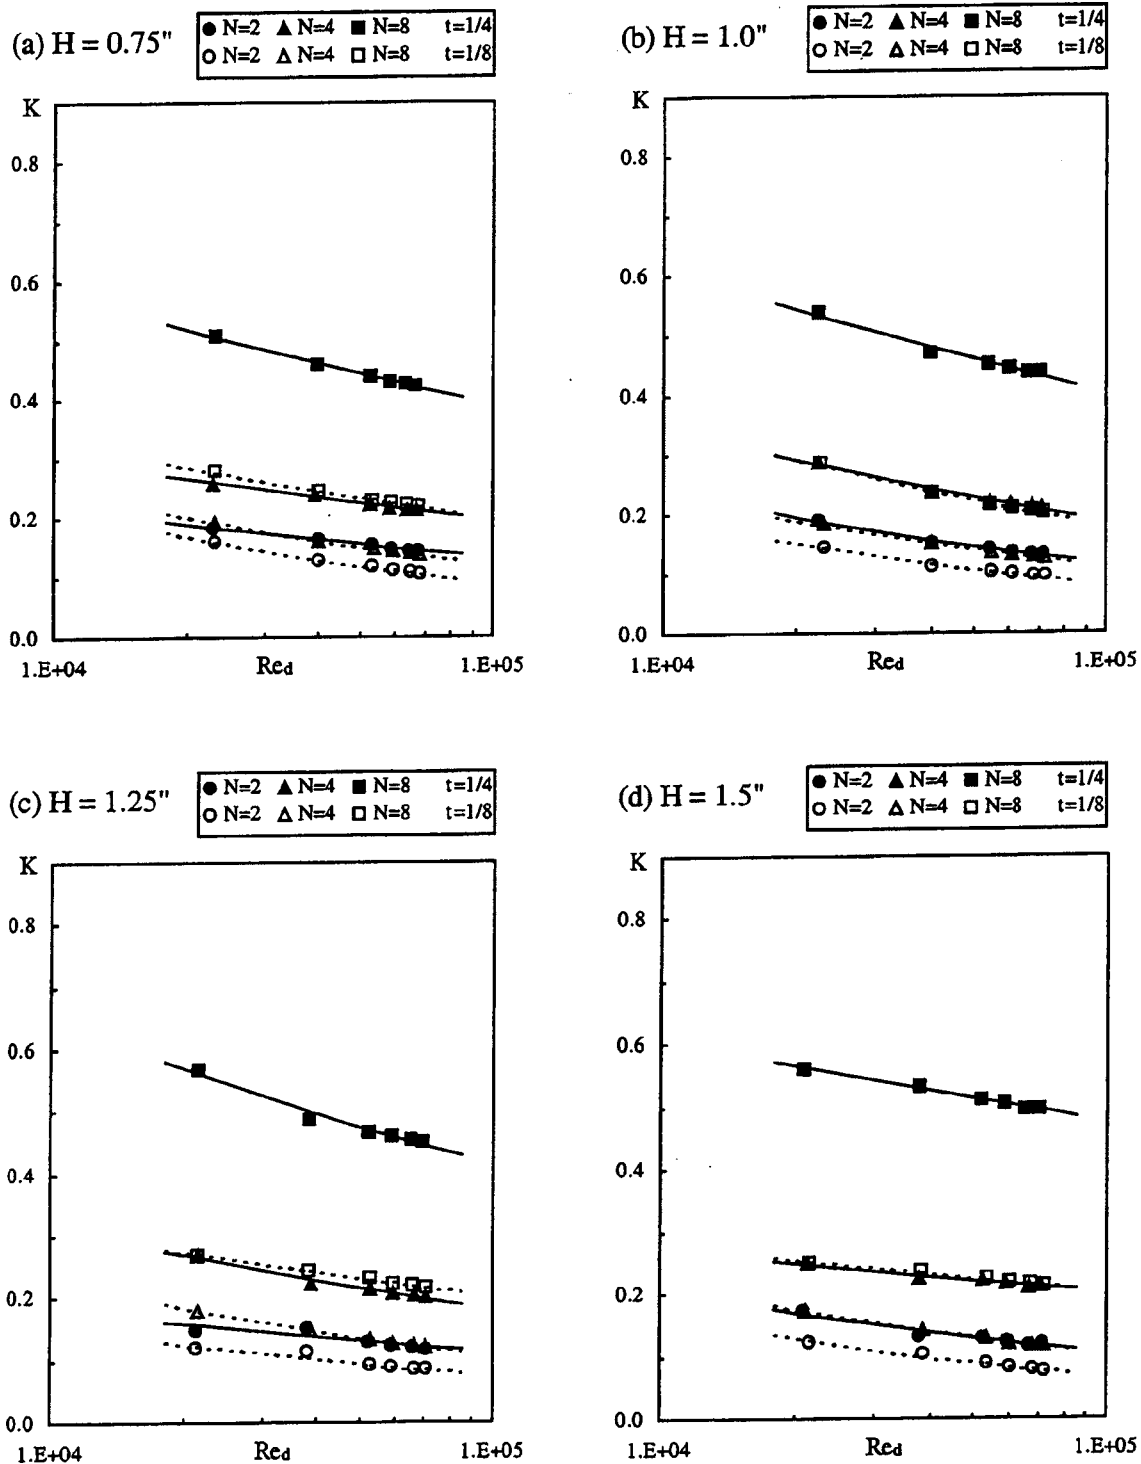 (a) H = 0.75"
● N=2 ▲ N=4 ■ N=8 t=1/4
○ N=2 △ N=4 □ N=8 t=1/8
K
0.8
0.6
0.4
0.2
0.0
1.E+04 Red 1.E+05
(b) H = 1.0"
● N=2 ▲ N=4 ■ N=8 t=1/4
○ N=2 △ N=4 □ N=8 t=1/8
K
0.8
0.6
0.4
0.2
0.0
1.E+04 Red 1.E+05
(c) H = 1.25"
● N=2 ▲ N=4 ■ N=8 t=1/4
○ N=2 △ N=4 □ N=8 t=1/8
K
0.8
0.6
0.4
0.2
0.0
1.E+04 Red 1.E+05
(d) H = 1.5"
● N=2 ▲ N=4 ■ N=8 t=1/4
○ N=2 △ N=4 □ N=8 t=1/8
K
0.8
0.6
0.4
0.2
0.0
1.E+04 Red 1.E+05